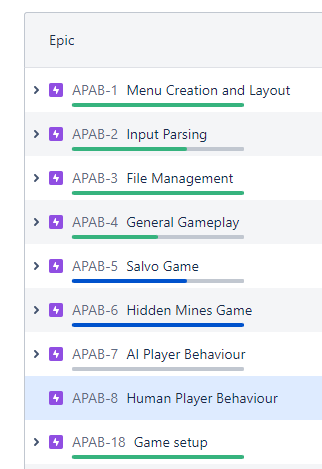 Epic
APAB-1 Menu Creation and Layout
APAB-2 Input Parsing
APAB-3 File Management
APAB-4 General Gameplay
APAB-5 Salvo Game
APAB-6 Hidden Mines Game
APAB-7 AI Player Behaviour
APAB-8 Human Player Behaviour
APAB-18 Game setup